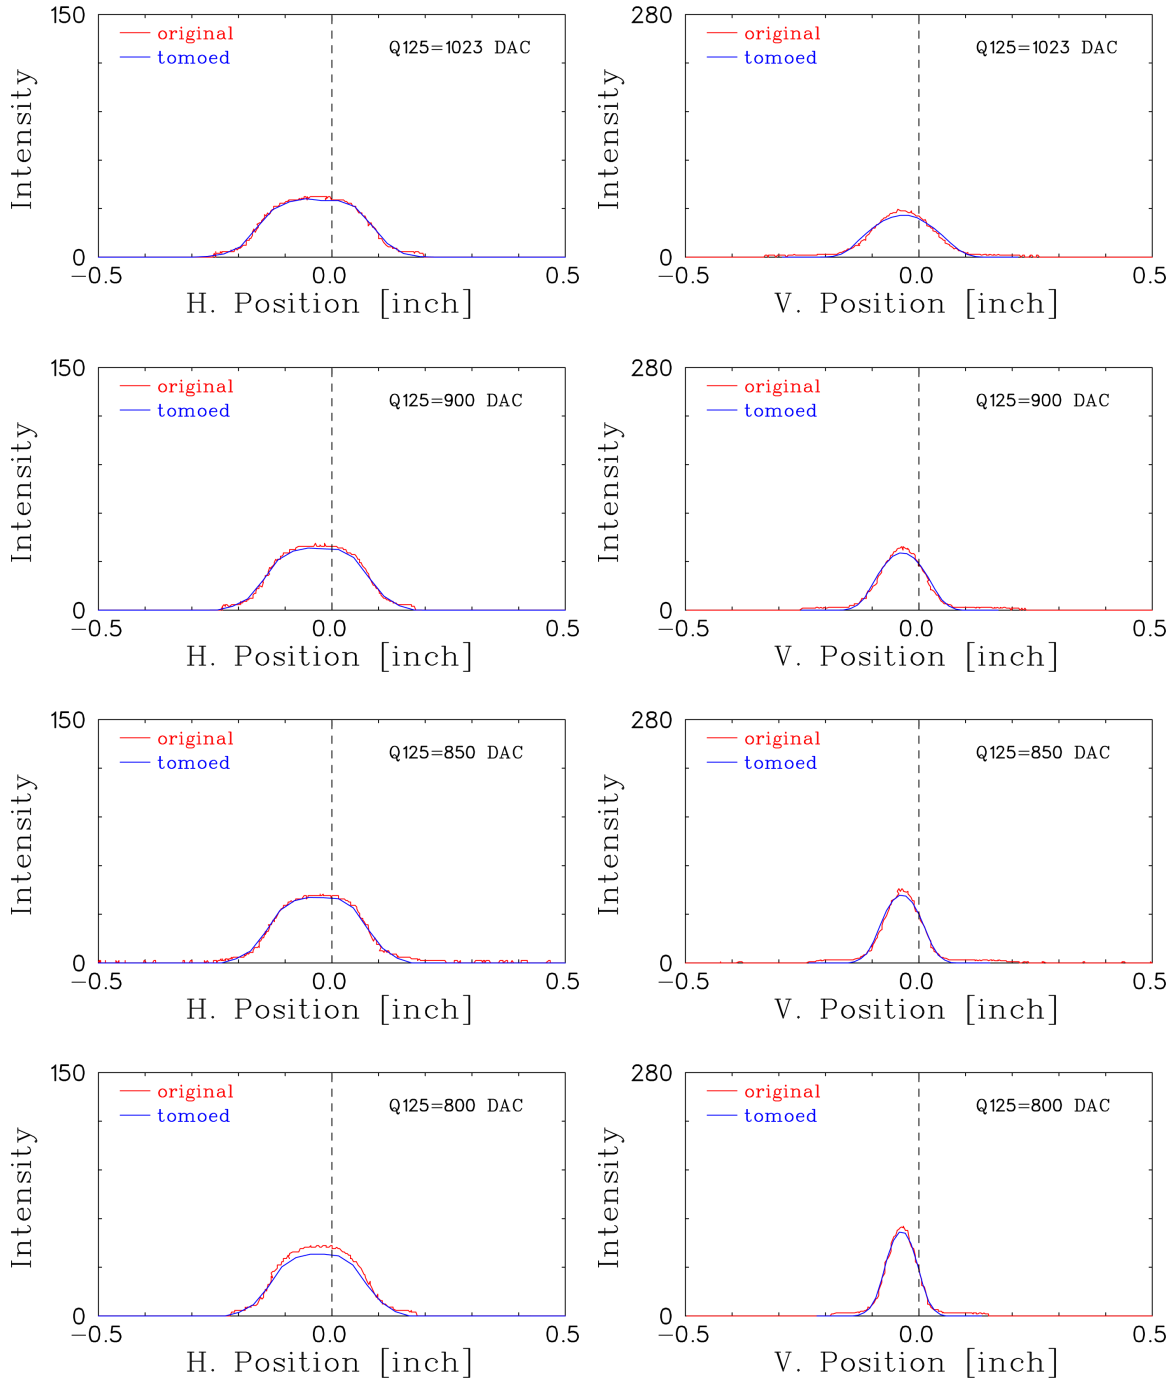 150
original
tomoed
Q125=1023 DAC
Intensity
0
−0.5
0.0
0.5
H. Position [inch]
280
original
tomoed
Q125=1023 DAC
Intensity
0
−0.5
0.0
0.5
V. Position [inch]
150
original
tomoed
Q125=900 DAC
Intensity
0
−0.5
0.0
0.5
H. Position [inch]
280
original
tomoed
Q125=900 DAC
Intensity
0
−0.5
0.0
0.5
V. Position [inch]
150
original
tomoed
Q125=850 DAC
Intensity
0
−0.5
0.0
0.5
H. Position [inch]
280
original
tomoed
Q125=850 DAC
Intensity
0
−0.5
0.0
0.5
V. Position [inch]
150
original
tomoed
Q125=800 DAC
Intensity
0
−0.5
0.0
0.5
H. Position [inch]
280
original
tomoed
Q125=800 DAC
Intensity
0
−0.5
0.0
0.5
V. Position [inch]